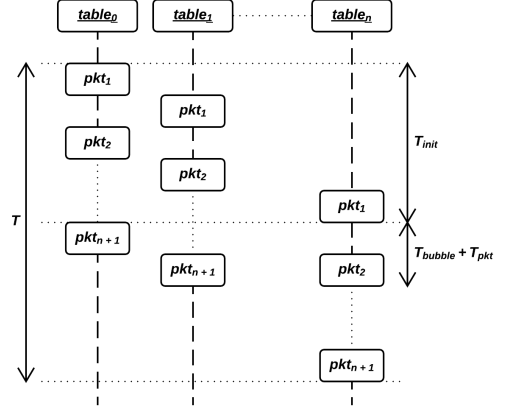 table0 table1 tablen
pkt1
pkt1
pkt2
Tinit
pkt2
pkt1
T
pktn + 1
pktn + 1
pkt2
Tbubble + Tpkt
pktn + 1